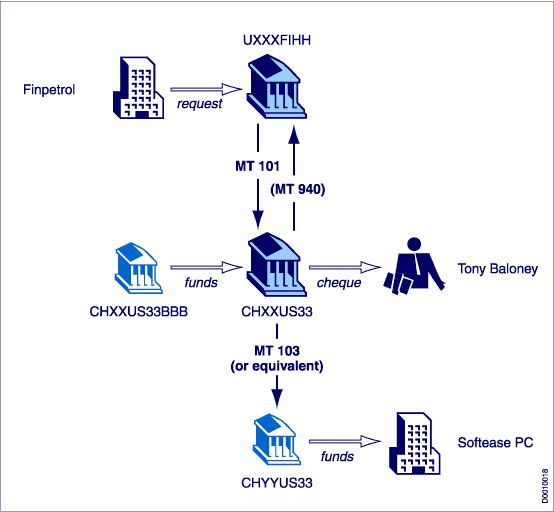 UXXXFIHH
Finpetrol
request
MT 101
(MT 940)
CHXXUS33BBB
funds
CHXXUS33
cheque
Tony Baloney
MT 103
(or equivalent)
CHYYUS33
funds
Softease PC
D0010018